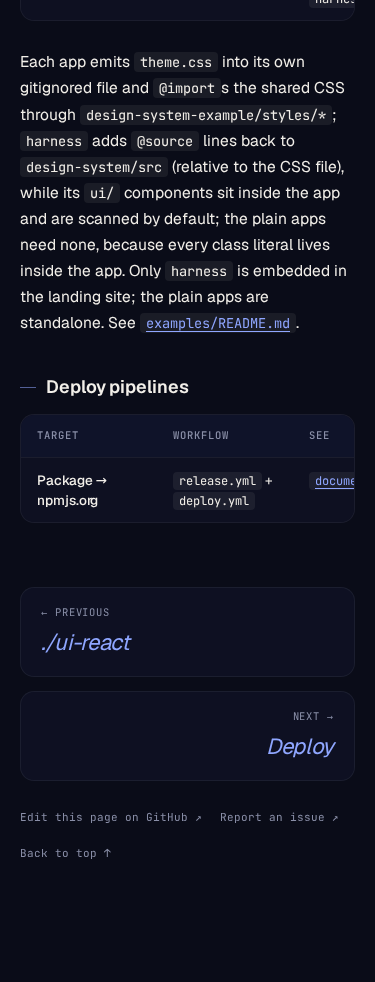 Each app emits theme.css into its own
gitignored file and @imports the shared CSS
through design-system-example/styles/* ;
harness adds @source lines back to
design-system/src (relative to the CSS file),
while its ui/ components sit inside the app
and are scanned by default; the plain apps
need none, because every class literal lives
inside the app. Only harness is embedded in
the landing site; the plain apps are
standalone. See examples/README.md.
— Deploy pipelines
TARGET WORKFLOW SEE
Package → release.yml +
npmjs.org deploy.yml
← PREVIOUS
./ui-react
NEXT →
Deploy
Edit this page on GitHub ↗ Report an issue ↗
Back to top ↑